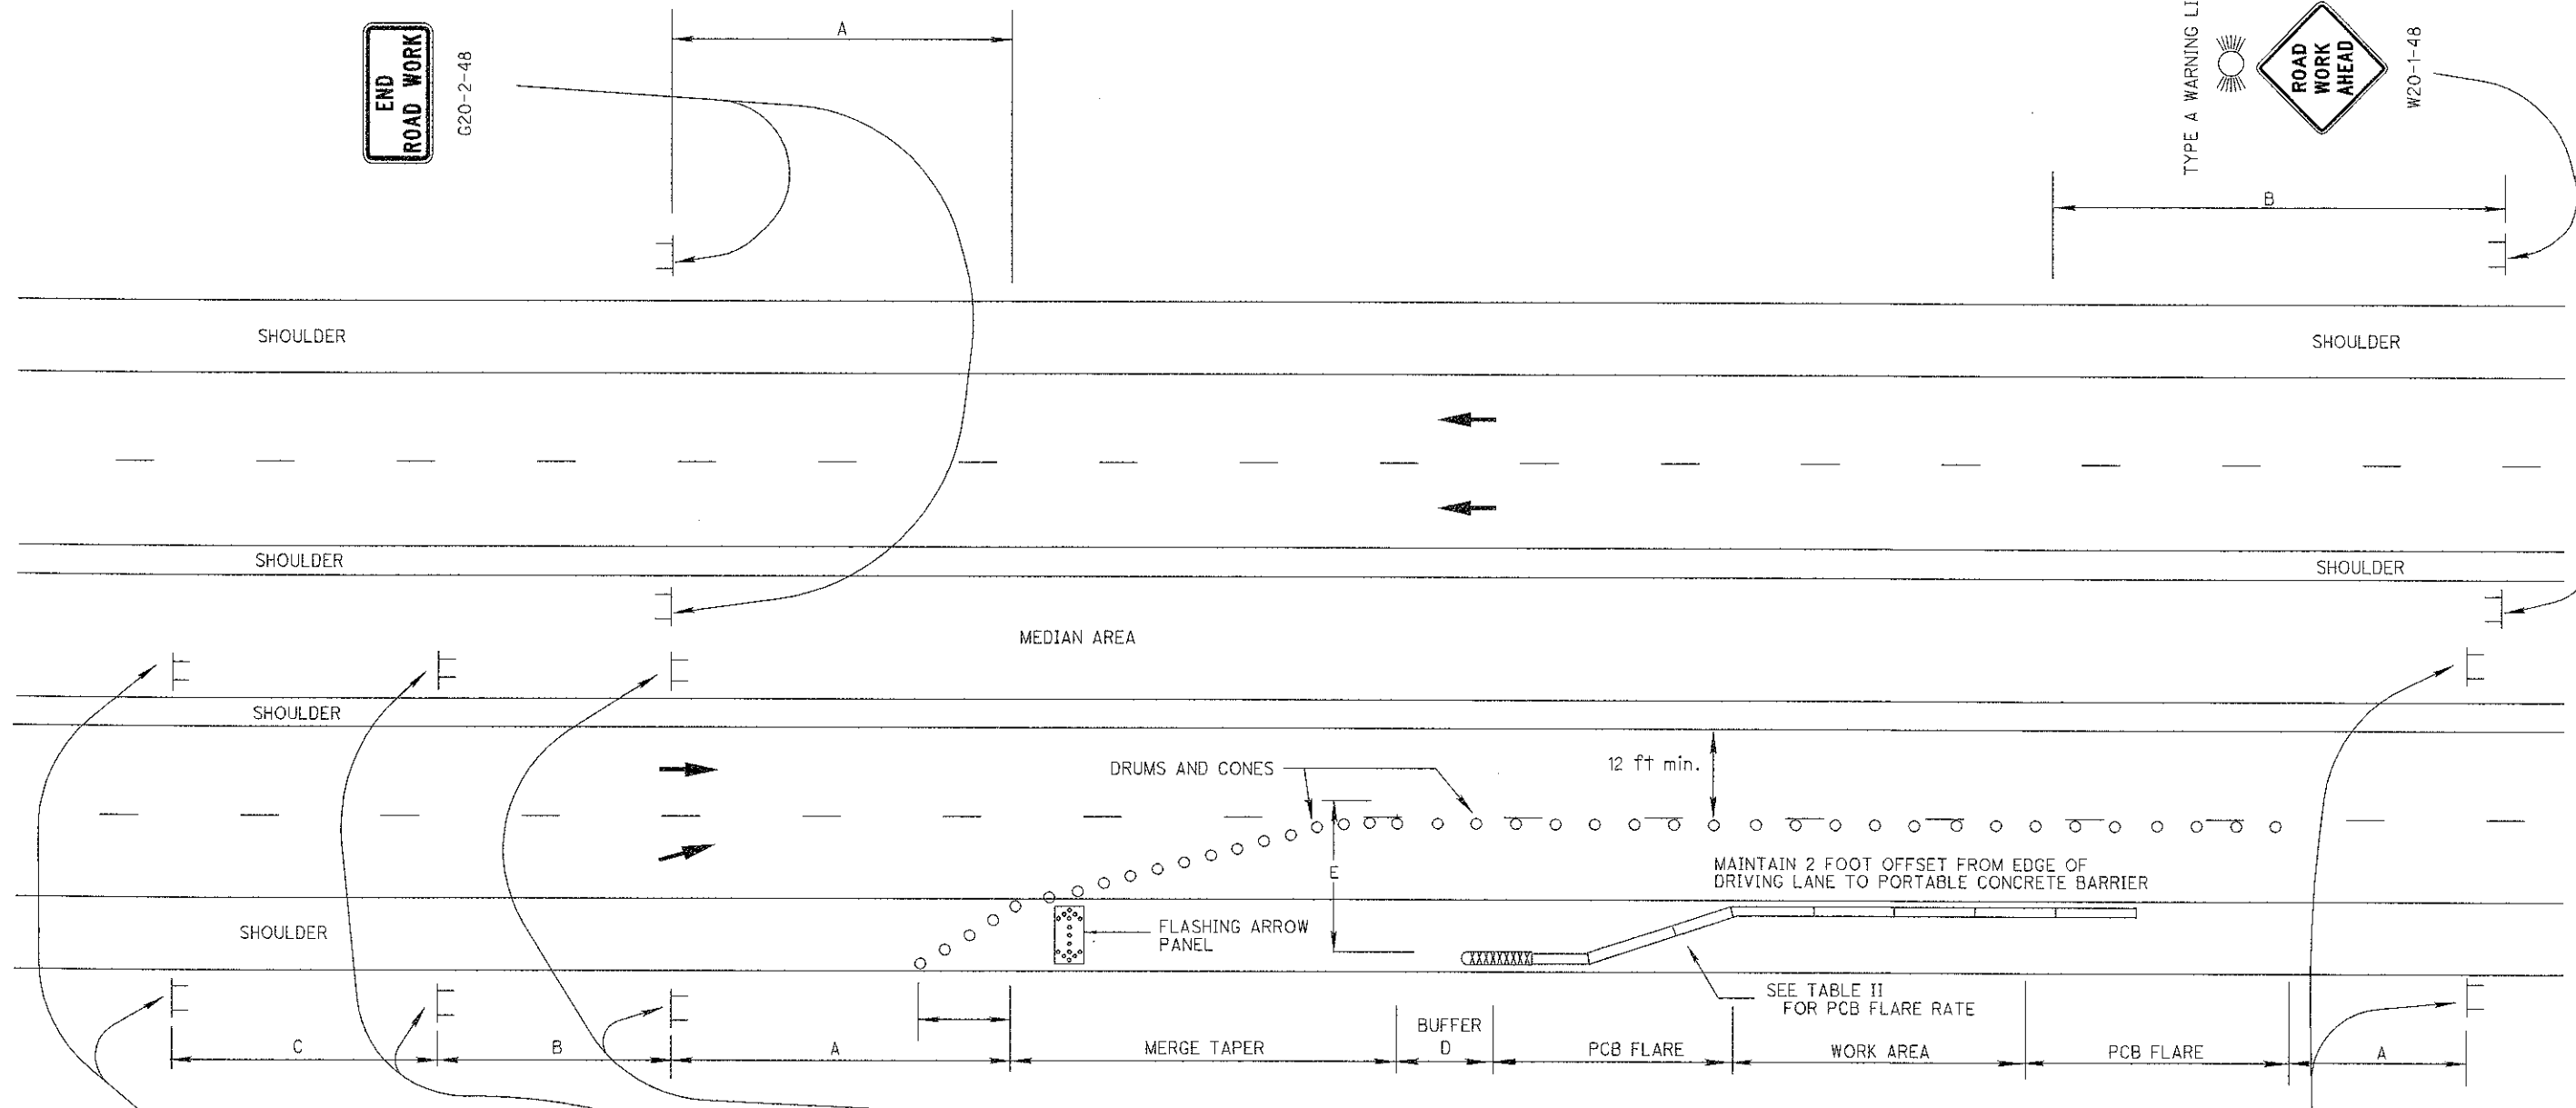 END
ROAD WORK
G20-2-48
A
TYPE A WARNING
ROAD
WORK
AHEAD
W20-1-48
B
SHOULDER
SHOULDER
SHOULDER
SHOULDER
MEDIAN AREA
SHOULDER
DRUMS AND CONES
12 ft min.
E
MAINTAIN 2 FOOT OFFSET FROM EDGE OF
DRIVING LANE TO PORTABLE CONCRETE BARRIER
SHOULDER
FLASHING ARROW
PANEL
SEE TABLE II
FOR PCB FLARE RATE
C
B
A
MERGE TAPER
BUFFER
D
PCB FLARE
WORK AREA
PCB FLARE
A